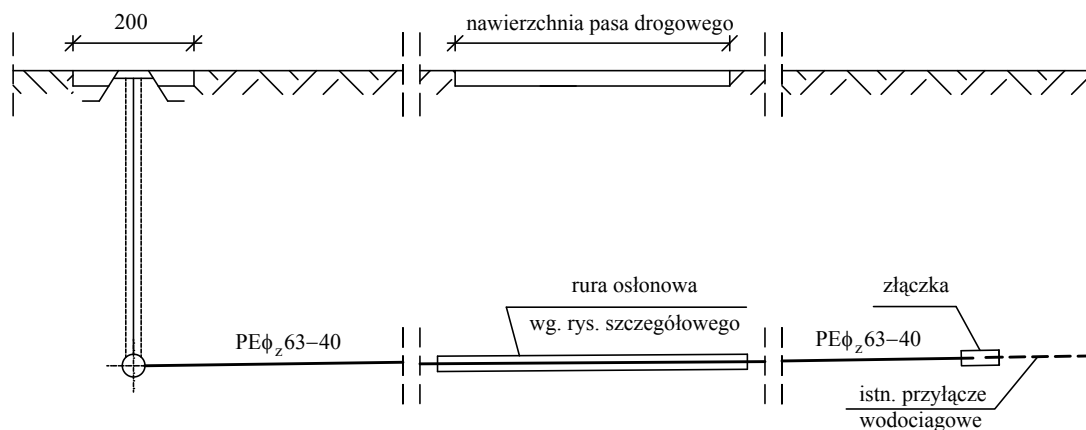 200
nawierzchnia pasa drogowego
rura osłonowa
wg. rys. szczegółowego
złączka
PEϕz63–40
PEϕz63–40
istn. przyłącze
wodociągowe